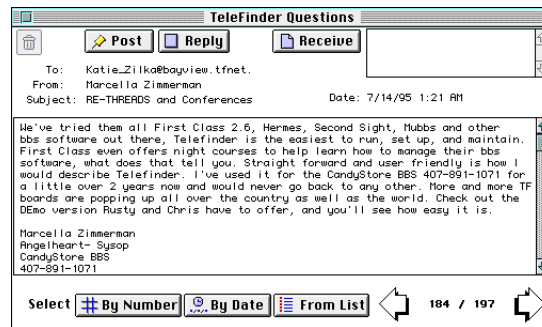 TeleFinder Questions
Post Reply Receive
To: Katie_Zilka@bayview.tfnet.
From: Marcella Zimmerman
Subject: RE-THREADS and Conferences Date: 7/14/95 1:21 AM
We've tried them all First Class 2.6, Hermes, Second Sight, Mubbs and other
bbs software out there, Telefinder is the easiest to run, set up, and maintain.
First Class even offers night courses to help learn how to manage their bbs
software, what does that tell you. Straight forward and user friendly is how I
would describe Telefinder. I've used it for the CandyStore BBS 407-891-1071 for
a little over 2 years now and would never go back to any other. More and more TF
boards are popping up all over the country as well as the world. Check out the
DEmo version Rusty and Chris have to offer, and you'll see how easy it is.
Marcella Zimmerman
Angelheart- Sysop
CandyStore BBS
407-891-1071
Select By Number By Date From List 184 / 197